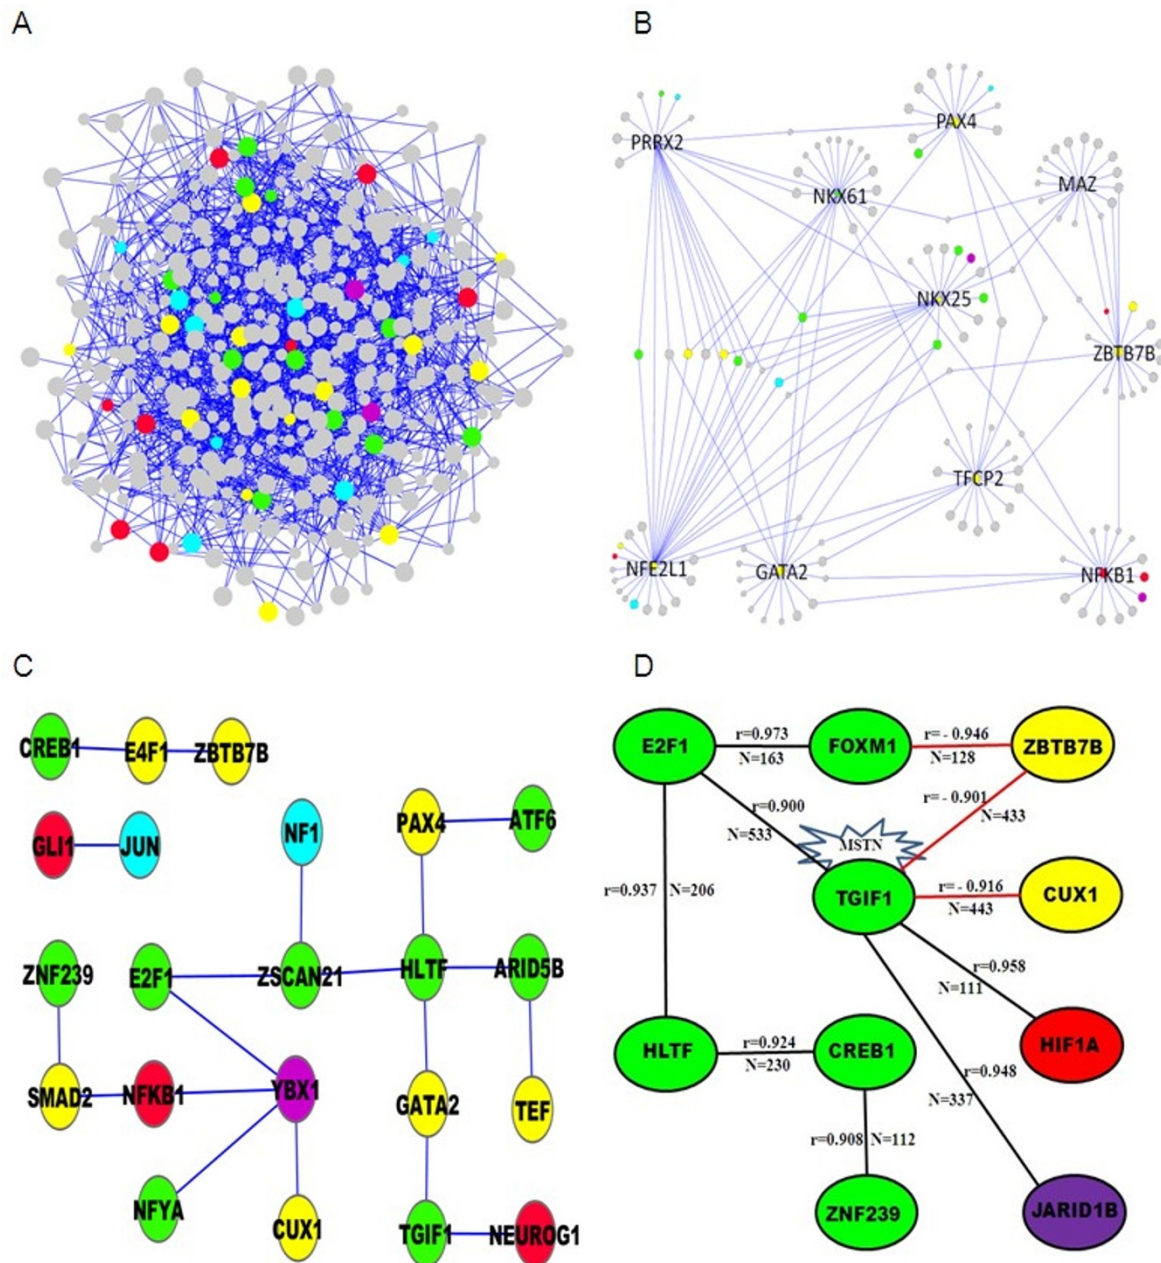 A
B
PRRX2
PAX4
NKX61
MAZ
NKX25
ZBTB7B
TFCP2
NFE2L1
GATA2
NFKB1
C
D
CREB1
E4F1
ZBTB7B
GLI1
JUN
NF1
PAX4
ATF6
ZNF239
E2F1
ZSCAN21
HLTF
ARID5B
SMAD2
NFKB1
YBX1
GATA2
TEF
NFYA
CUX1
TGIF1
NEUROG1
E2F1
r=0.973
N=163
FOXM1
r= - 0.946
N=128
ZBTB7B
r=0.900
N=533
r= - 0.901
N=433
MSTN
TGIF1
r= - 0.916
N=443
CUX1
r=0.937
N=206
r=0.958
N=111
HLTF
r=0.924
N=230
CREB1
HIF1A
r=0.948
N=337
r=0.908
N=112
ZNF239
JARID1B